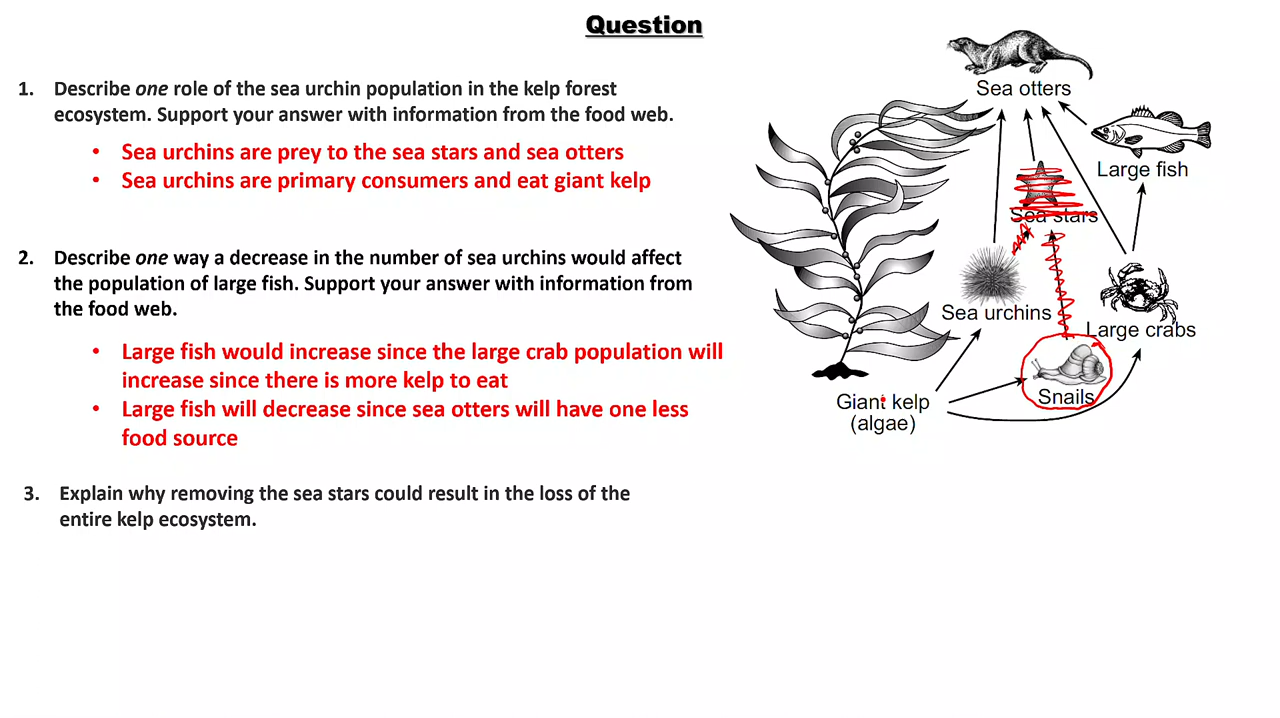 Question
1. Describe one role of the sea urchin population in the kelp forest
ecosystem. Support your answer with information from the food web.
• Sea urchins are prey to the sea stars and sea otters
• Sea urchins are primary consumers and eat giant kelp
2. Describe one way a decrease in the number of sea urchins would affect
the population of large fish. Support your answer with information from
the food web.
• Large fish would increase since the large crab population will
increase since there is more kelp to eat
• Large fish will decrease since sea otters will have one less
food source
3. Explain why removing the sea stars could result in the loss of the
entire kelp ecosystem.
Sea otters
Large fish
Sea stars
Sea urchins
Large crabs
Snails
Giant kelp
(algae)